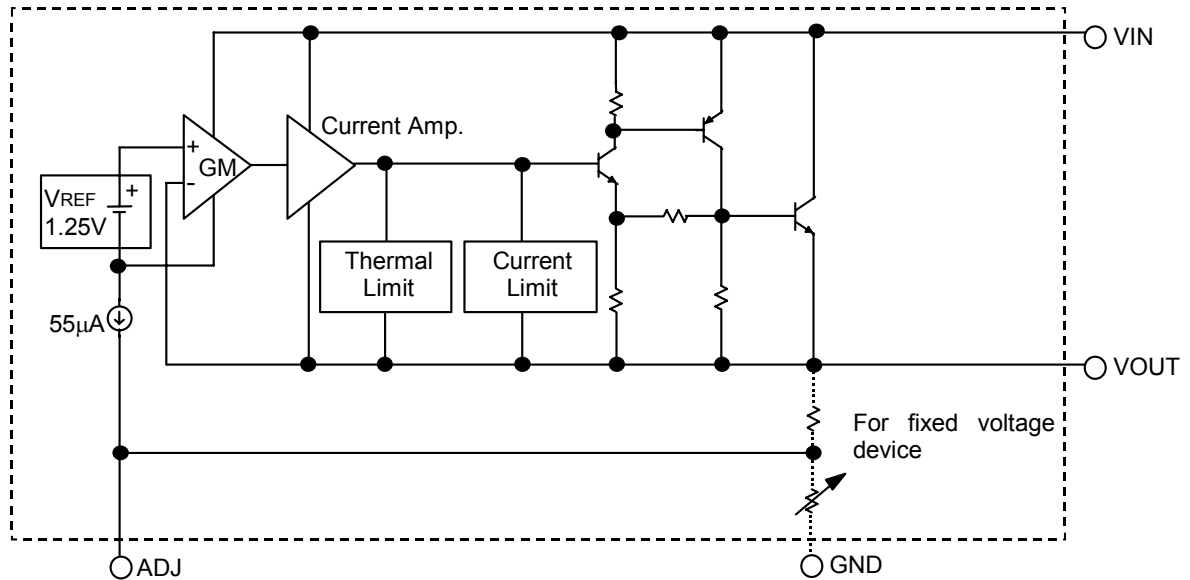 VIN
Current Amp.
+
GM
-
VREF
+
1.25V
Thermal
Limit
Current
Limit
55µA
VOUT
For fixed voltage
device
ADJ
GND